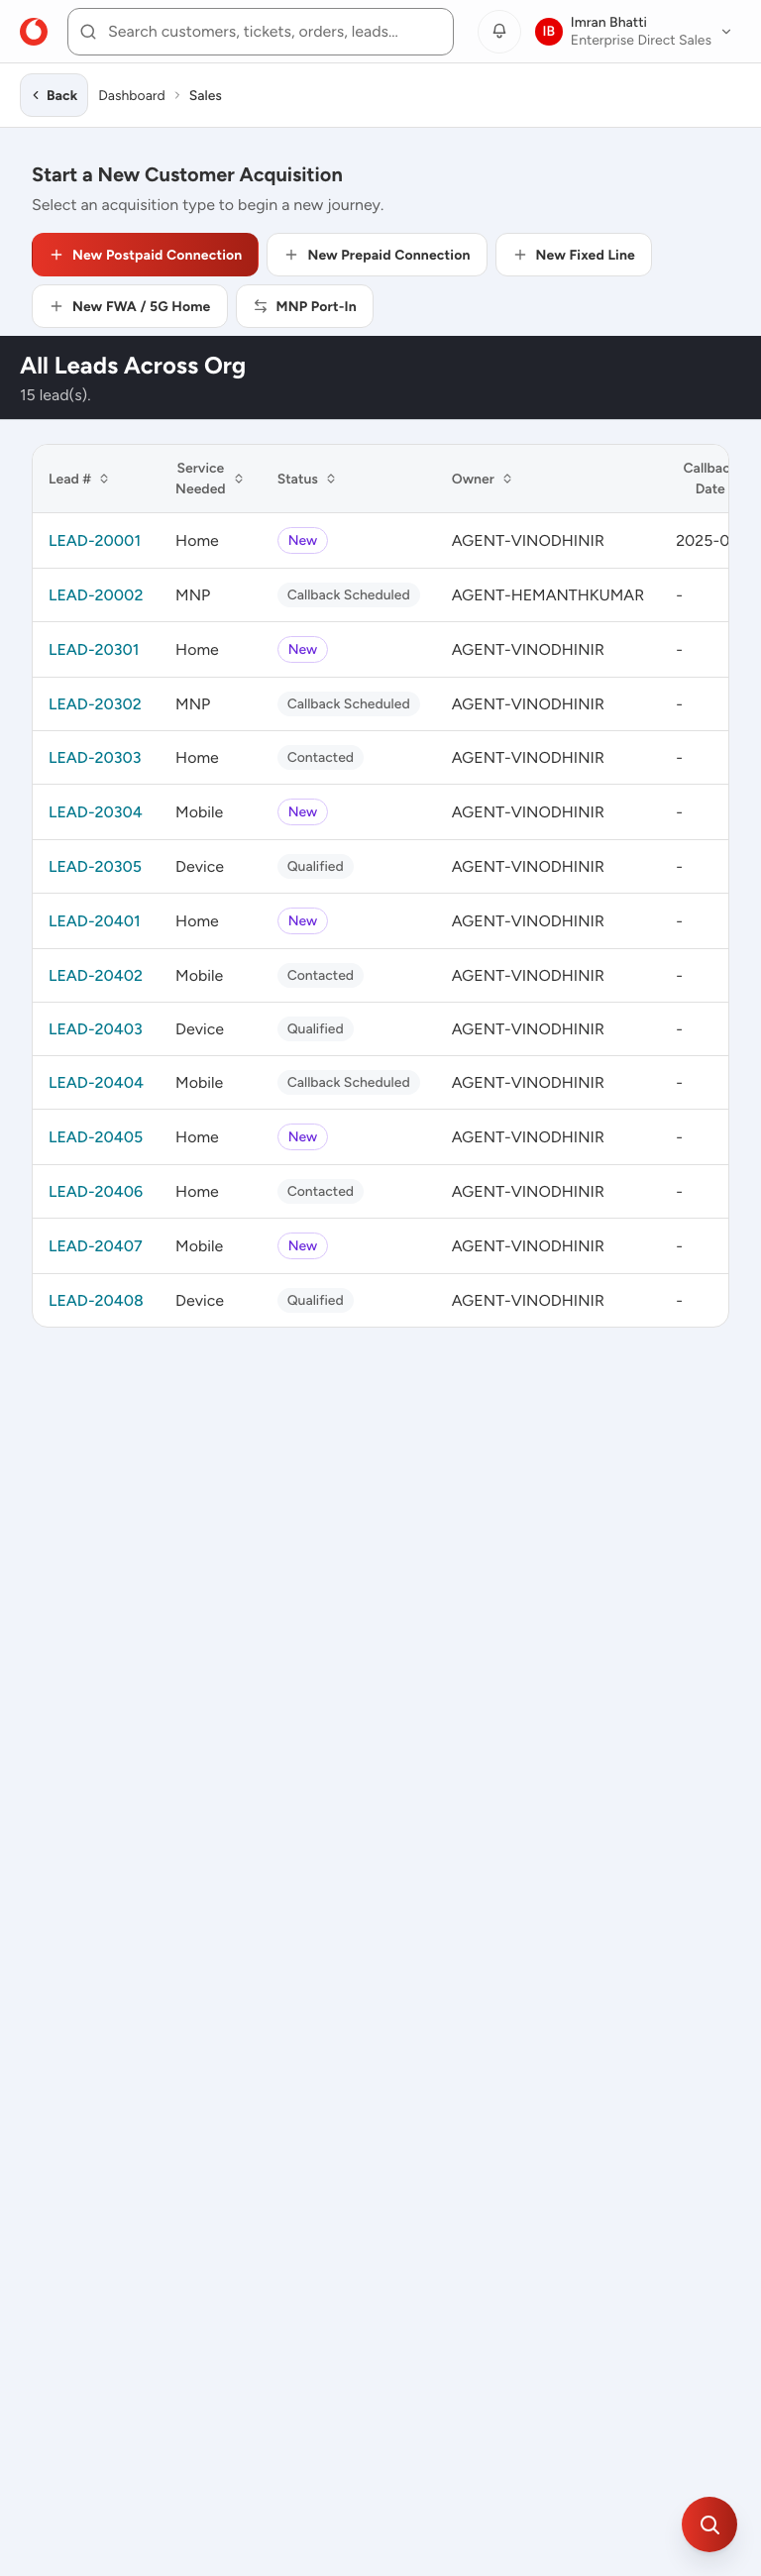 Search customers, tickets, orders, leads...
IB
Imran Bhatti
Enterprise Direct Sales
Back
Dashboard
Sales
Start a New Customer Acquisition
Select an acquisition type to begin a new journey.
New Postpaid Connection
New Prepaid Connection
New Fixed Line
New FWA / 5G Home
MNP Port-In
All Leads Across Org
15 lead(s).
Lead # Service Needed Status Owner Date
LEAD-20001 Home New AGENT-VINODHINIR
LEAD-20002 MNP Callback Scheduled AGENT-HEMANTHKUMAR -
LEAD-20301 Home New AGENT-VINODHINIR -
LEAD-20302 MNP Callback Scheduled AGENT-VINODHINIR -
LEAD-20303 Home Contacted AGENT-VINODHINIR -
LEAD-20304 Mobile New AGENT-VINODHINIR -
LEAD-20305 Device Qualified AGENT-VINODHINIR -
LEAD-20401 Home New AGENT-VINODHINIR -
LEAD-20402 Mobile Contacted AGENT-VINODHINIR -
LEAD-20403 Device Qualified AGENT-VINODHINIR -
LEAD-20404 Mobile Callback Scheduled AGENT-VINODHINIR -
LEAD-20405 Home New AGENT-VINODHINIR -
LEAD-20406 Home Contacted AGENT-VINODHINIR -
LEAD-20407 Mobile New AGENT-VINODHINIR -
LEAD-20408 Device Qualified AGENT-VINODHINIR -